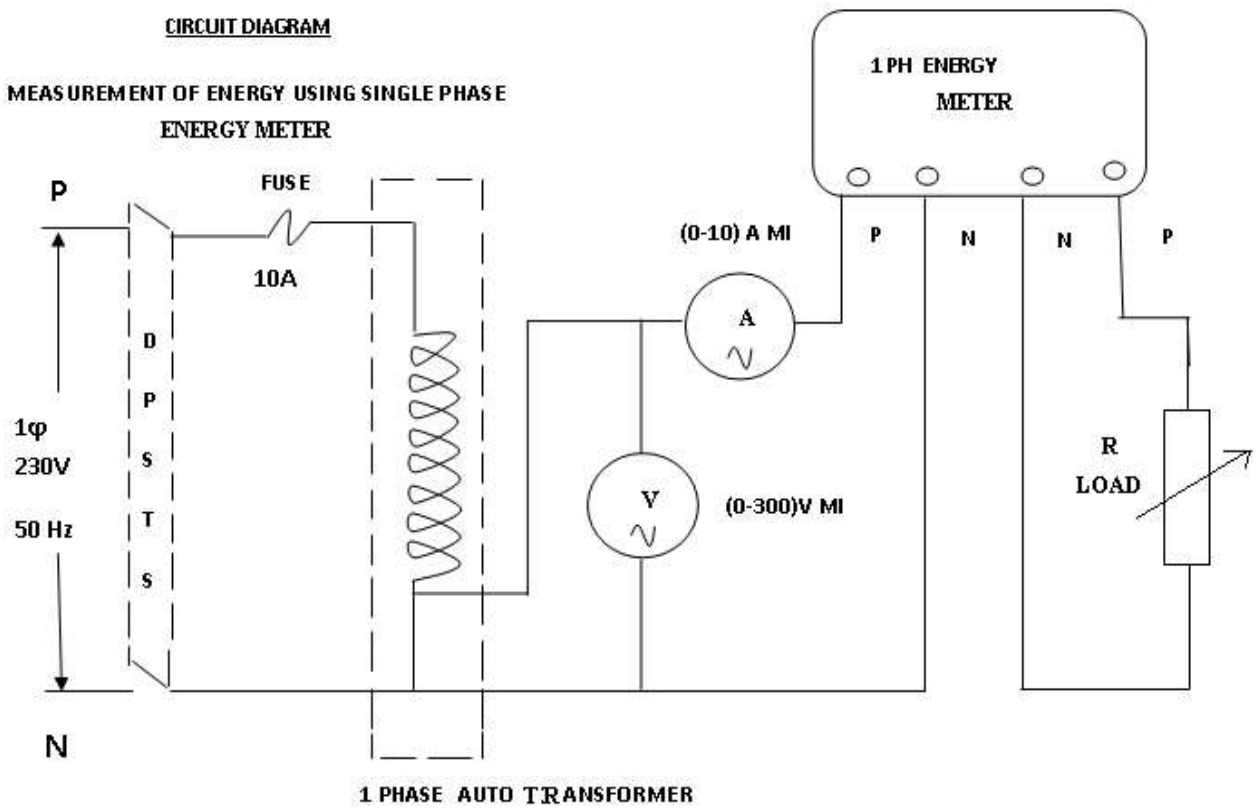 CIRCUIT DIAGRAM
MEASUREMENT OF ENERGY USING SINGLE PHASE
ENERGY METER
1 PH ENERGY
METER
P
FUSE
10A
(0-10) A MI
P
N
N
P
A
D
P
S
T
S
1φ
230V
50 Hz
V
(0-300)V MI
R
LOAD
N
1 PHASE AUTO TRANSFORMER